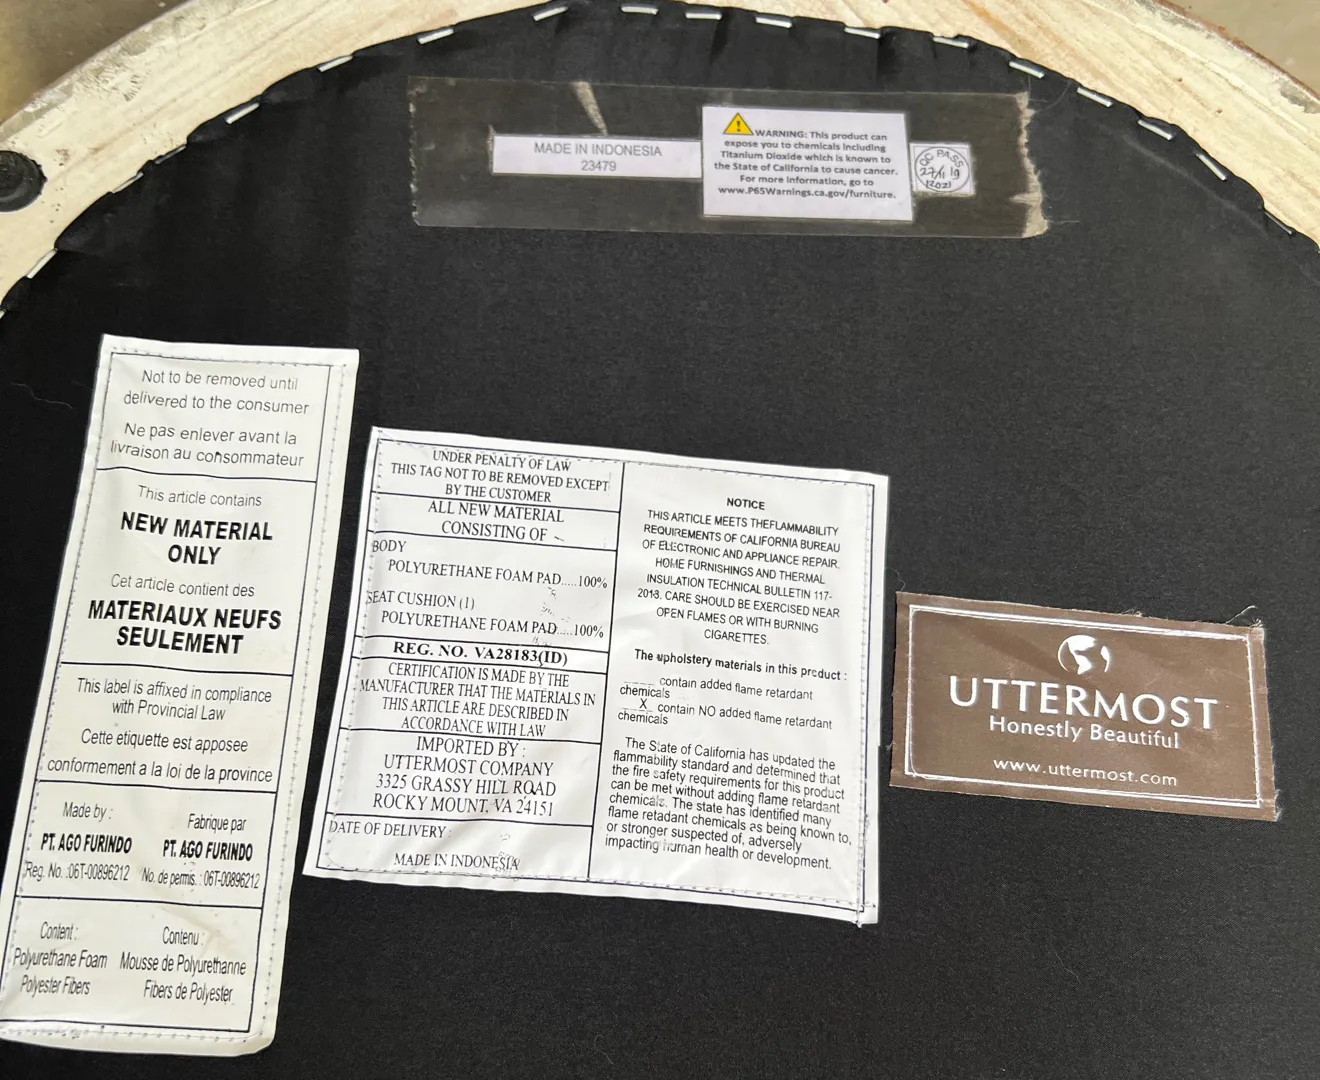 MADE IN INDONESIA
23479
WARNING: This product can
expose you to chemicals including
Titanium Dioxide which is known to
the State of California to cause cancer.
For more information, go to
www.P65Warnings.ca.gov/furniture.
QC PASS
2021
Not to be removed until
delivered to the consumer
Ne pas enlever avant la
livraison au consommateur
This article contains
NEW MATERIAL
ONLY
Cet article contient des
MATERIAUX NEUFS
SEULEMENT
This label is affixed in compliance
with Provincial Law
Cette etiquette est apposee
conformement a la loi de la province
Made by :
PT. AGO FURINDO
Reg. No. :06T-00896212
Fabrique par
PT. AGO FURINDO
No. de permis. : 06T-00896212
Content :
Polyurethane Foam
Polyester Fibers
Contenu :
Mousse de Polyurethanne
Fibers de Polyester
UNDER PENALTY OF LAW
THIS TAG NOT TO BE REMOVED EXCEPT
BY THE CUSTOMER
ALL NEW MATERIAL
CONSISTING OF
BODY
POLYURETHANE FOAM PAD.....100%
SEAT CUSHION (1)
POLYURETHANE FOAM PAD.....100%
REG. NO. VA28183(ID)
CERTIFICATION IS MADE BY THE
MANUFACTURER THAT THE MATERIALS IN
THIS ARTICLE ARE DESCRIBED IN
ACCORDANCE WITH LAW
IMPORTED BY :
UTTERMOST COMPANY
3325 GRASSY HILL ROAD
ROCKY MOUNT, VA 24151
DATE OF DELIVERY :
MADE IN INDONESIA
NOTICE
THIS ARTICLE MEETS THEFLAMMABILITY
REQUIREMENTS OF CALIFORNIA BUREAU
OF ELECTRONIC AND APPLIANCE REPAIR.
HOME FURNISHINGS AND THERMAL
INSULATION TECHNICAL BULLETIN 117-
2013. CARE SHOULD BE EXERCISED NEAR
OPEN FLAMES OR WITH BURNING
CIGARETTES.
The upholstery materials in this product :
____ contain added flame retardant
chemicals
X contain NO added flame retardant
chemicals
The State of California has updated the
flammability standard and determined that
the fire safety requirements for this product
can be met without adding flame retardant
chemicals. The state has identified many
flame retadant chemicals as being known to,
or stronger suspected of, adversely
impacting human health or development.
UTTERMOST
Honestly Beautiful
www.uttermost.com